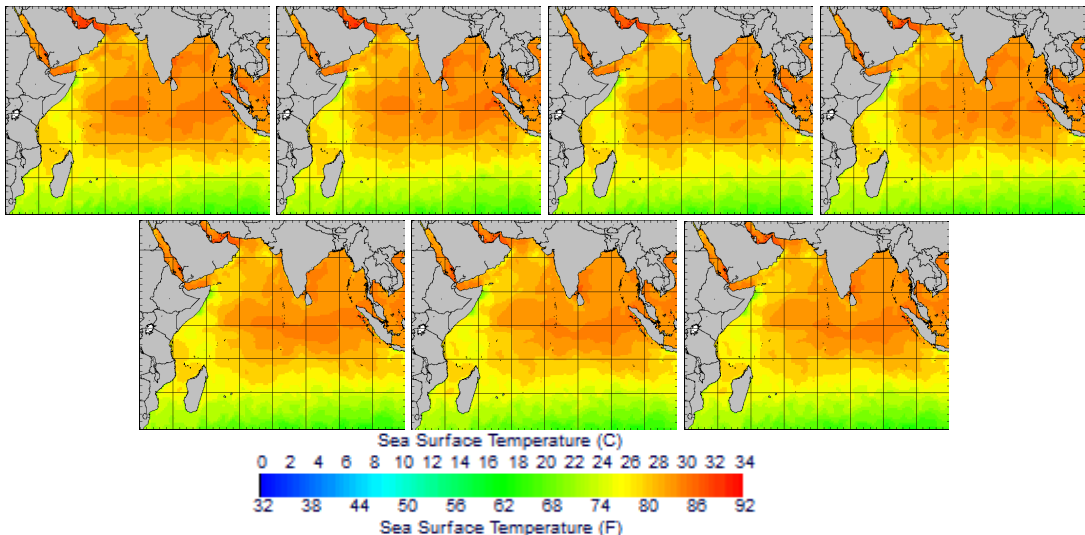 Sea Surface Temperature (C)
0 2 4 6 8 10 12 14 16 18 20 22 24 26 28 30 32 34
32 38 44 50 56 62 68 74 80 86 92
Sea Surface Temperature (F)